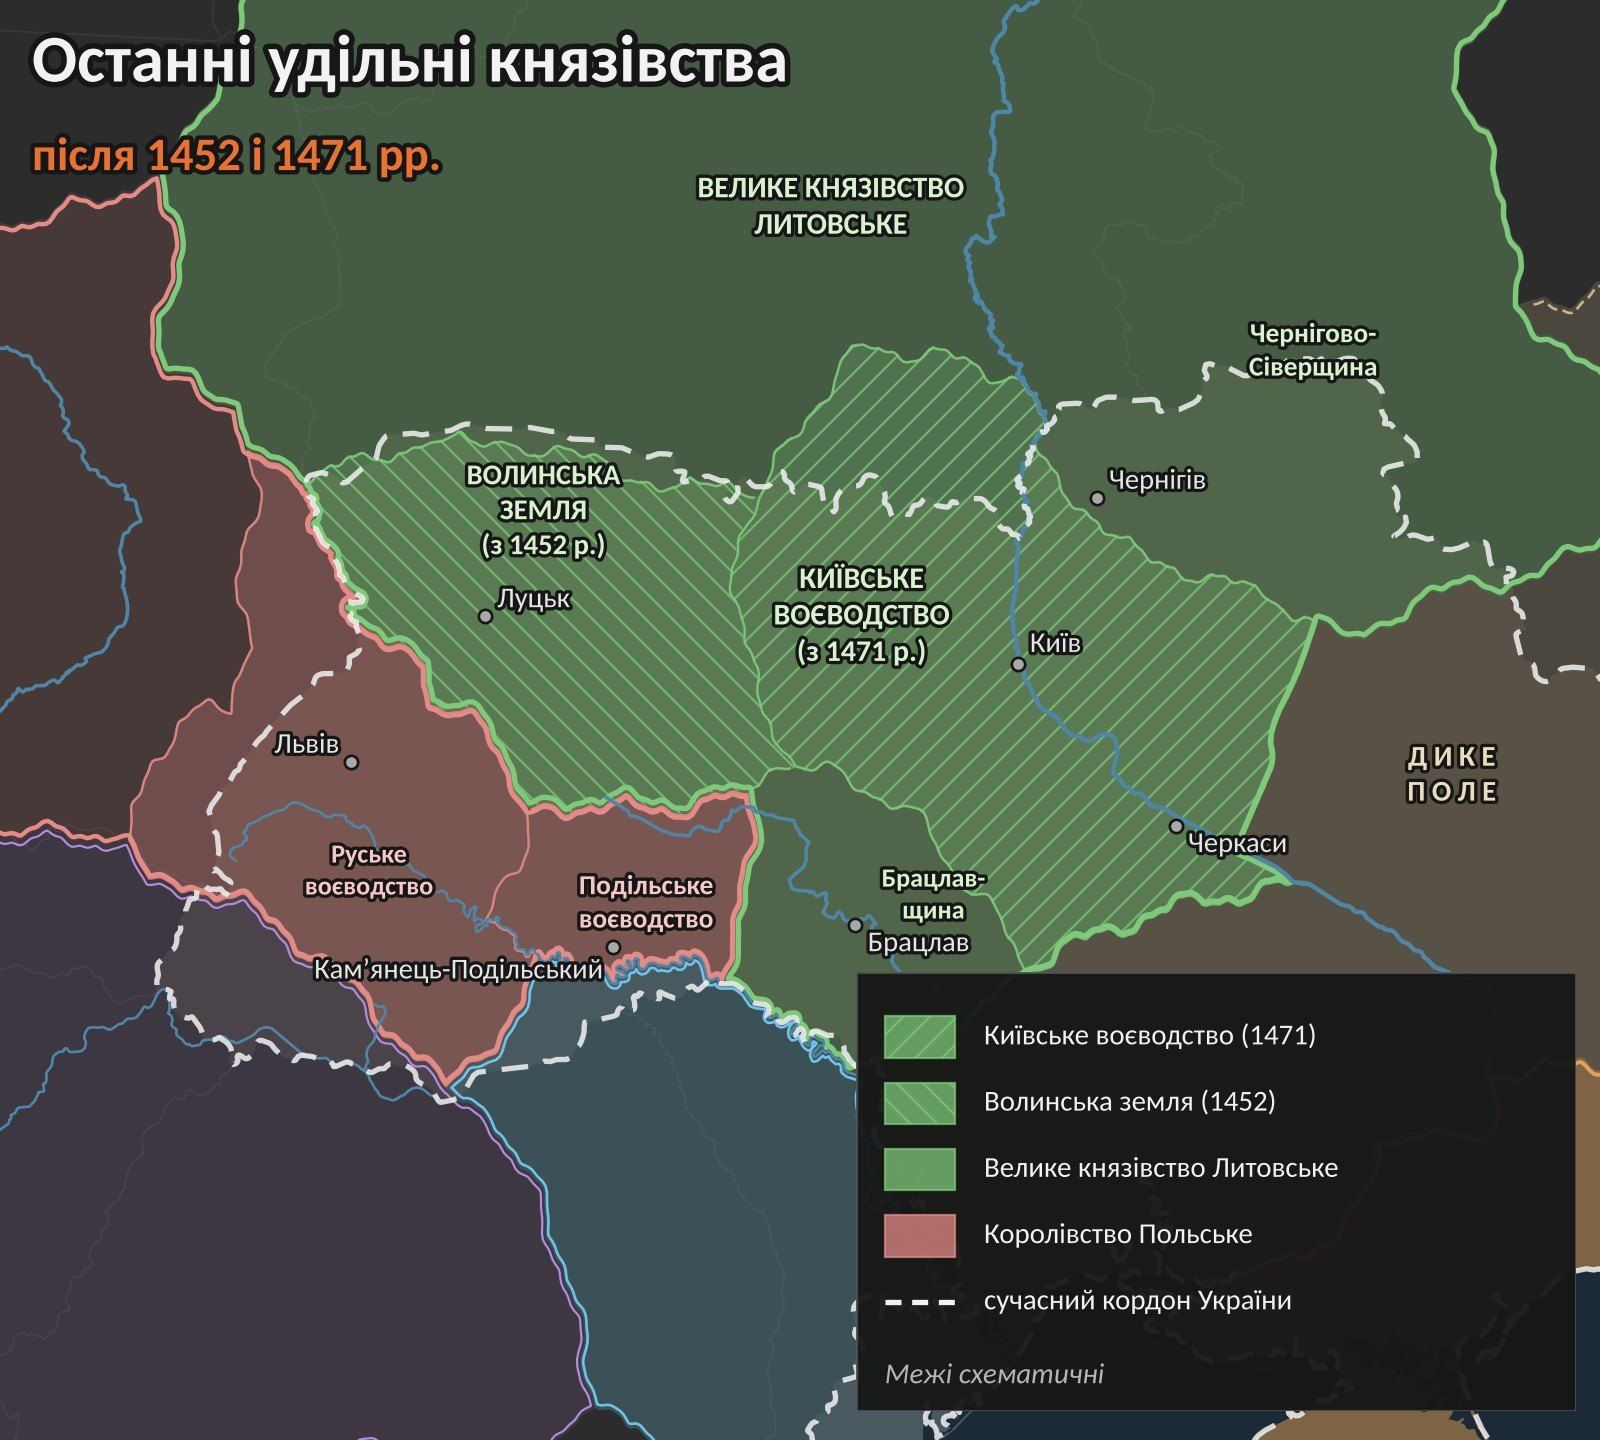 Останні удільні князівства
після 1452 і 1471 рр.
ВЕЛИКЕ КНЯЗІВСТВО
ЛИТОВСЬКЕ
Чернігово-
Сіверщина
ВОЛИНСЬКА
ЗЕМЛЯ
(з 1452 р.)
Чернігів
КИЇВСЬКЕ
ВОЄВОДСТВО
(з 1471 р.)
Луцьк
Київ
Львів
ДИКЕ
ПОЛЕ
Черкаси
Руське
воєводство
Подільське
воєводство
Брацлав-
щина
Брацлав
Кам’янець-Подільський
Київське воєводство (1471)
Волинська земля (1452)
Велике князівство Литовське
Королівство Польське
сучасний кордон України
Межі схематичні